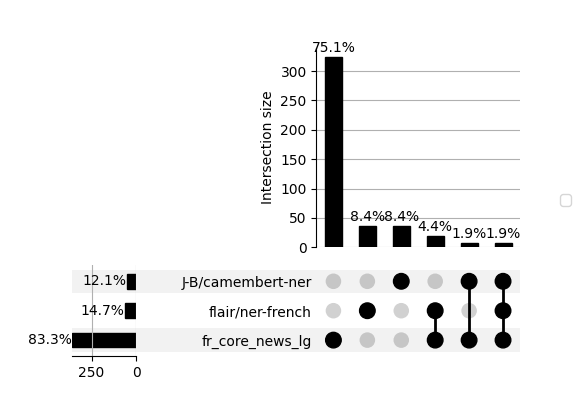 75.1%
300
250
200
150
100
50
0
Intersection size
8.4% 8.4% 4.4% 1.9% 1.9%
12.1% J-B/camembert-ner
14.7% flair/ner-french
83.3% fr_core_news_lg
250 0